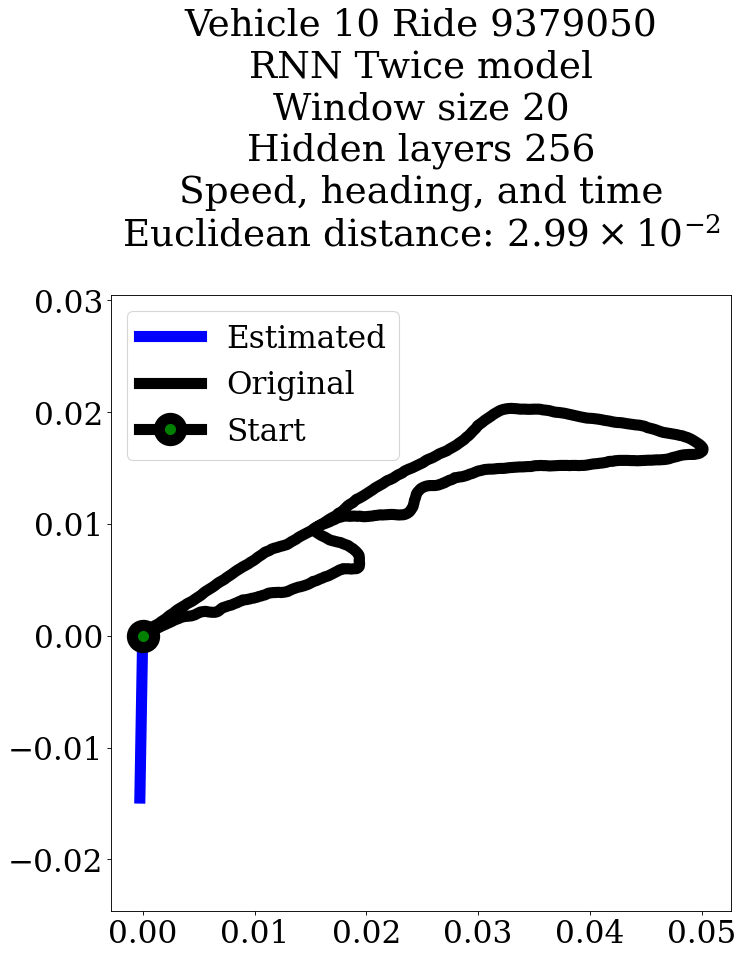 Vehicle 10 Ride 9379050
RNN Twice model
Window size 20
Hidden layers 256
Speed, heading, and time
Euclidean distance: 2.99 × 10⁻²
Estimated
Original
Start
0.03
0.02
0.01
0.00
−0.01
−0.02
0.00 0.01 0.02 0.03 0.04 0.05